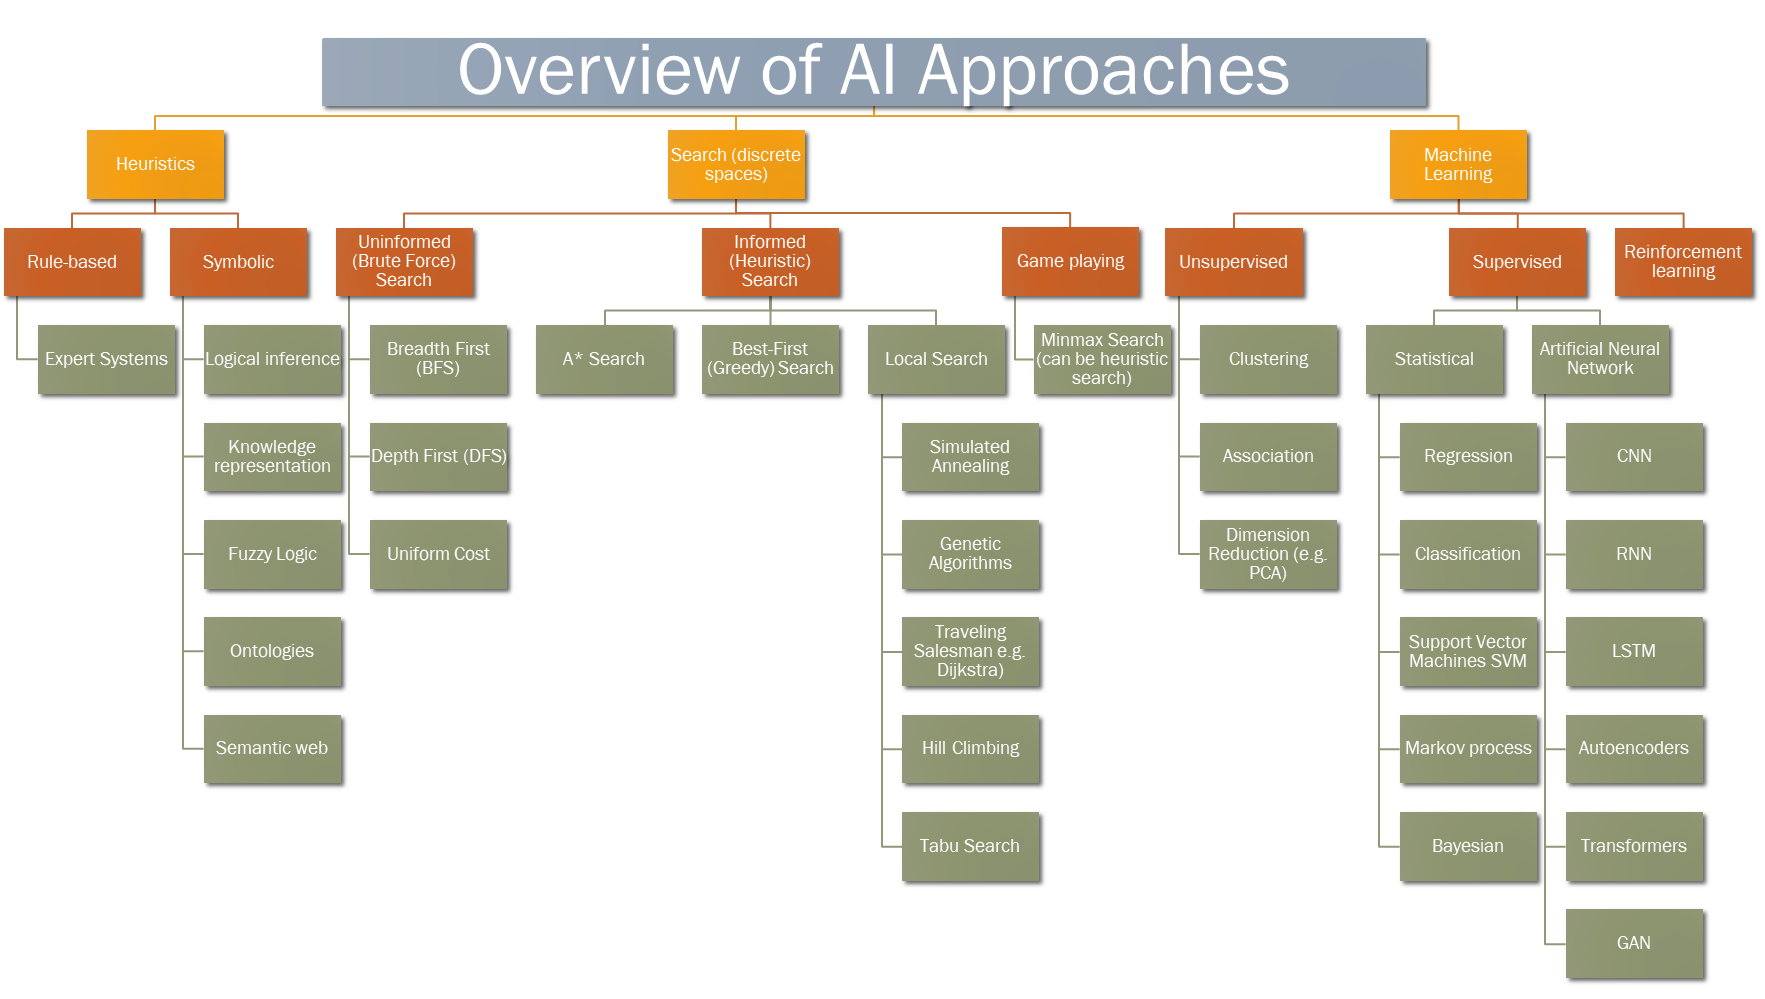 Overview of AI Approaches
Heuristics
Search (discrete
spaces)
Machine
Learning
Rule-based
Symbolic
Uninformed
(Brute Force)
Search
Informed
(Heuristic)
Search
Game playing
Unsupervised
Supervised
Reinforcement
learning
Expert Systems
Logical inference
Breadth First
(BFS)
A* Search
Best-First
(Greedy) Search
Local Search
Minmax Search
(can be heuristic
search)
Clustering
Statistical
Artificial Neural
Network
Knowledge
representation
Depth First (DFS)
Simulated
Annealing
Association
Regression
CNN
Fuzzy Logic
Uniform Cost
Genetic
Algorithms
Dimension
Reduction (e.g.
PCA)
Classification
RNN
Ontologies
Traveling
Salesman e.g.
Dijkstra)
Support Vector
Machines SVM
LSTM
Semantic web
Hill Climbing
Markov process
Autoencoders
Tabu Search
Bayesian
Transformers
GAN